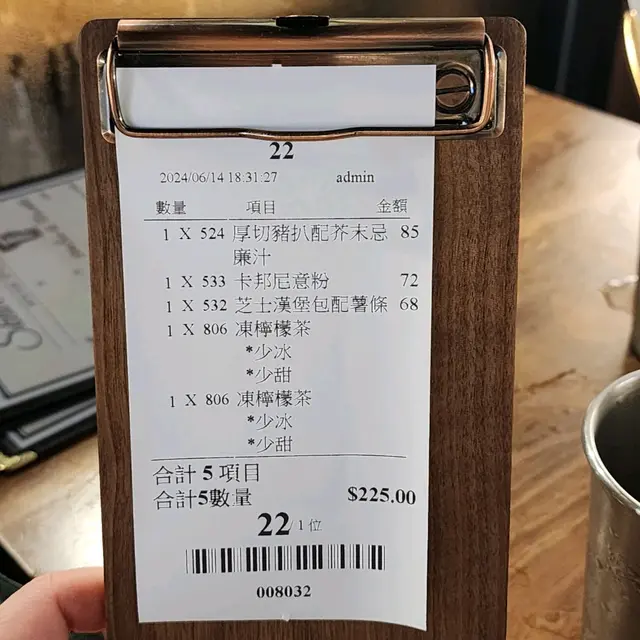 22
2024/06/14 18:31:27 admin
數量 項目 金額
1 X 524 厚切豬扒配芥末忌 85
廉汁
1 X 533 卡邦尼意粉 72
1 X 532 芝士漢堡包配薯條 68
1 X 806 凍檸檬茶
*少冰
*少甜
1 X 806 凍檸檬茶
*少冰
*少甜
合計 5 項目
合計5數量 $225.00
22/1 位
008032